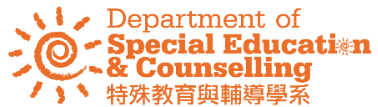 Department of
Special Education
& Counselling
特殊教育與輔導學系